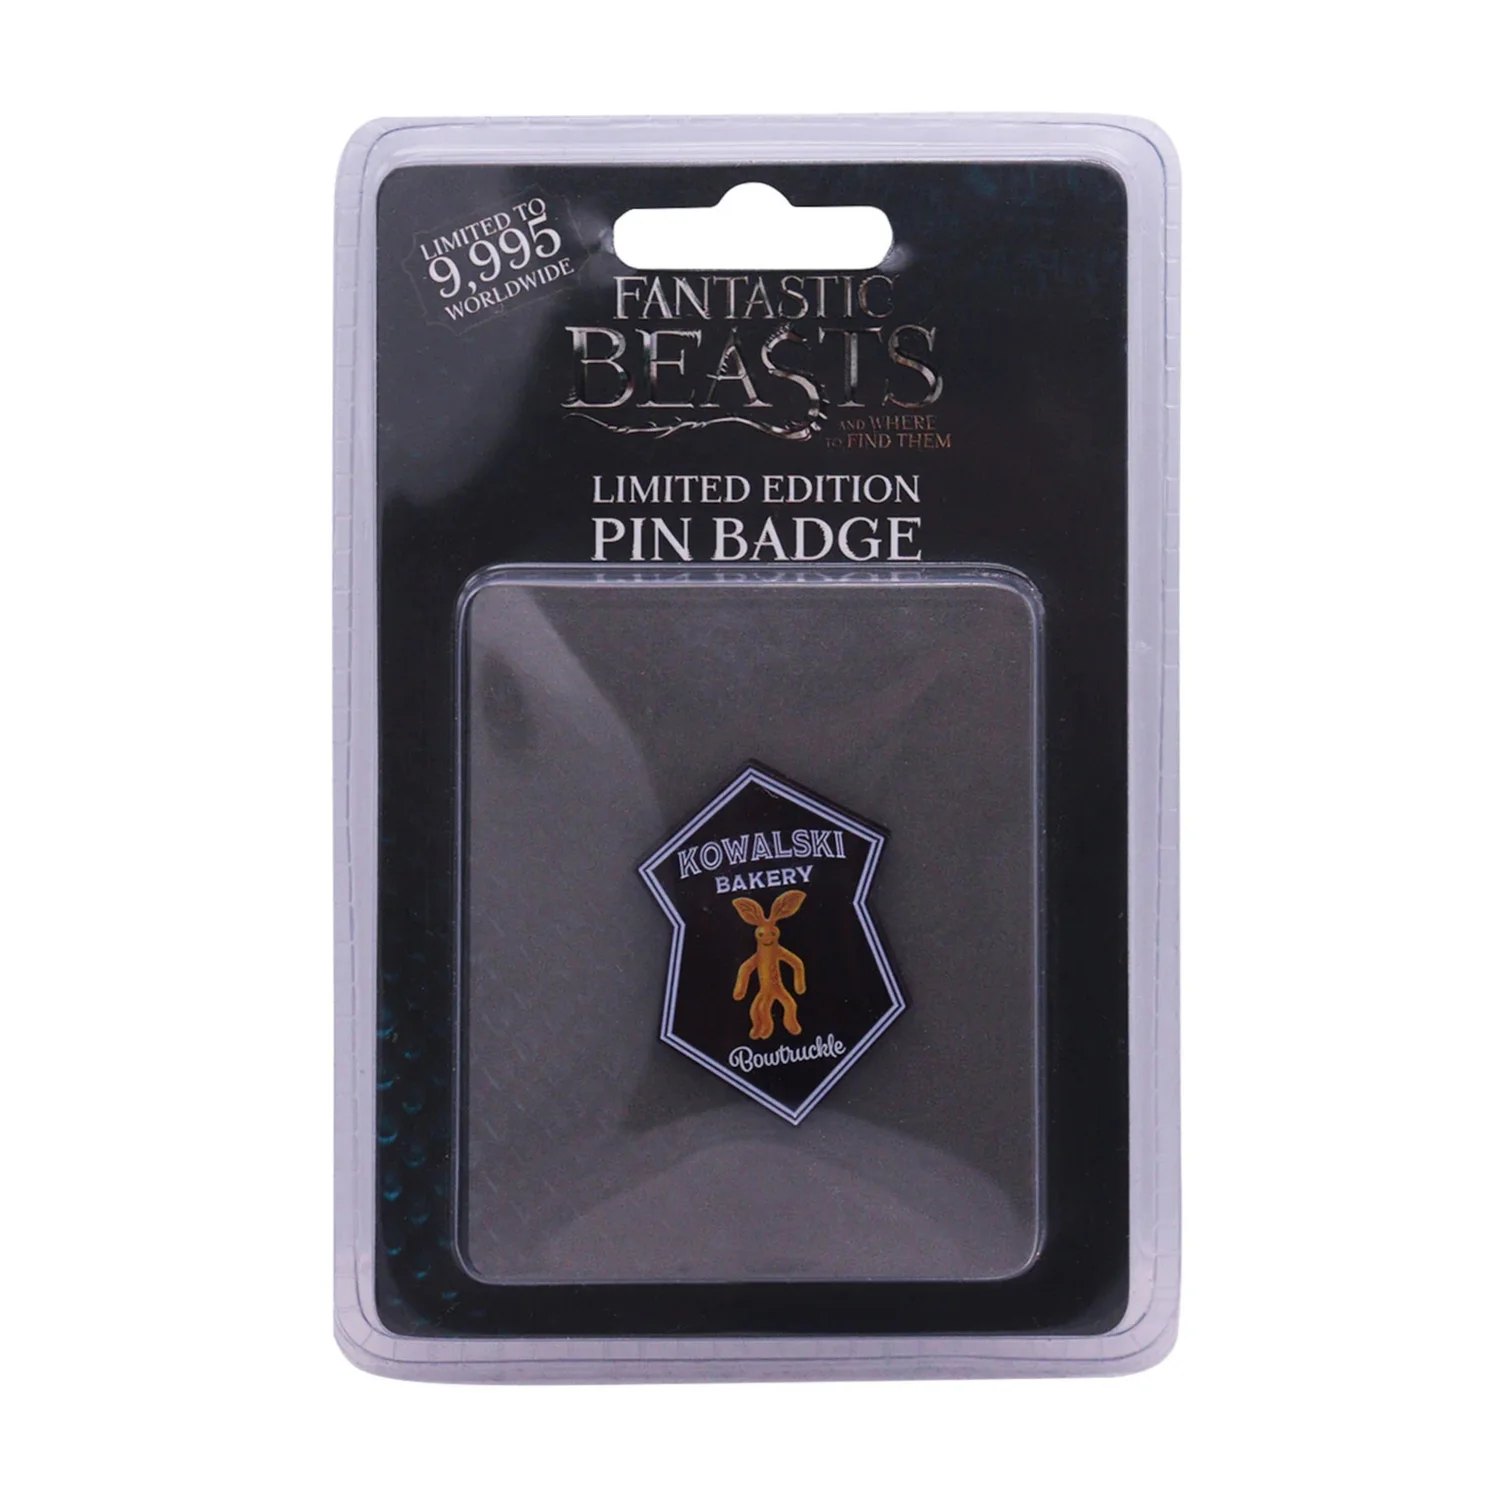 LIMITED TO
9,995
WORLDWIDE
FANTASTIC
BEASTS
AND WHERE
TO FIND THEM
LIMITED EDITION
PIN BADGE
KOWALSKI
BAKERY
Bowtruckle